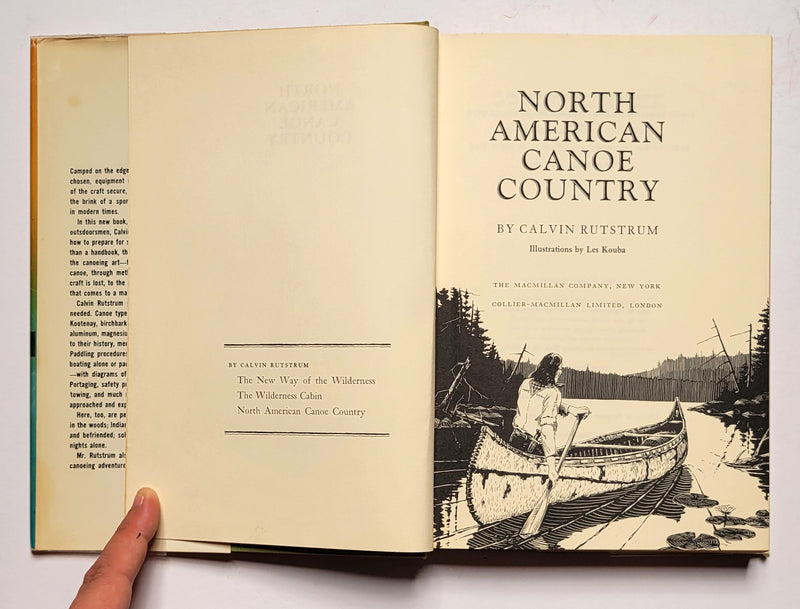 Camped on the edge
chosen, equipment
of the craft secure,
the brink of a spor
in modern times.
In this new book,
outdoorsmen, Calvi
how to prepare for s
than a handbook, th
the canoeing art—f
canoe, through met
craft is lost, to the
that comes to a ma
Calvin Rutstrum
needed. Canoe type
Kootenay, birchbark
aluminum, magnesiu
to their history, mer
Paddling procedures
boating alone or pa
—with diagrams of
Portaging, safety p
towing, and much
approached and exp
Here, too, are pe
in the woods; Indian
and befriended; sol
nights alone.
Mr. Rutstrum als
canoeing adventure
BY CALVIN RUTSTRUM
The New Way of the Wilderness
The Wilderness Cabin
North American Canoe Country
NORTH
AMERICAN
CANOE
COUNTRY
BY CALVIN RUTSTRUM
Illustrations by Les Kouba
THE MACMILLAN COMPANY, NEW YORK
COLLIER-MACMILLAN LIMITED, LONDON